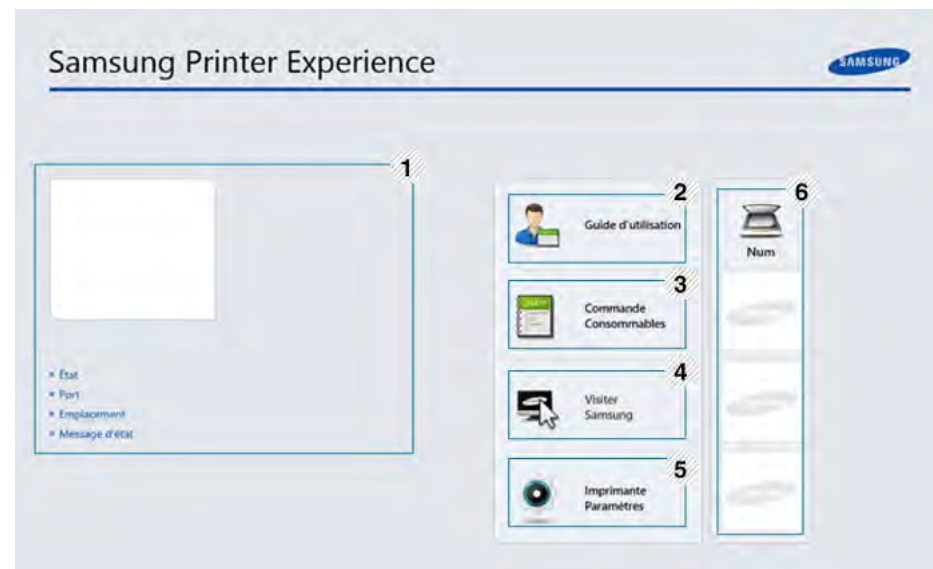 Samsung Printer Experience
SAMSUNG
1
État
Port
Emplacement
Message d'état
2
Guide d'utilisation
3
Commande
Consommables
4
Visiter
Samsung
5
Imprimante
Paramètres
6
Num